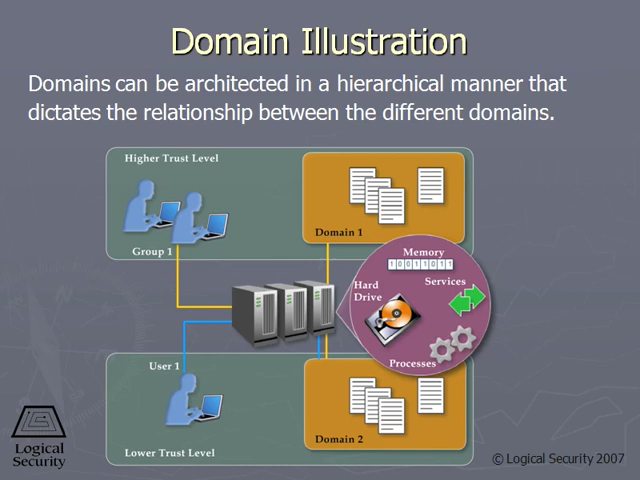 Domain Illustration
Domains can be architected in a hierarchical manner that
dictates the relationship between the different domains.
Higher Trust Level
Group 1
Domain 1
Memory
10011011
Services
Hard
Drive
Processes
User 1
Domain 2
Lower Trust Level
Logical
Security
© Logical Security 2007